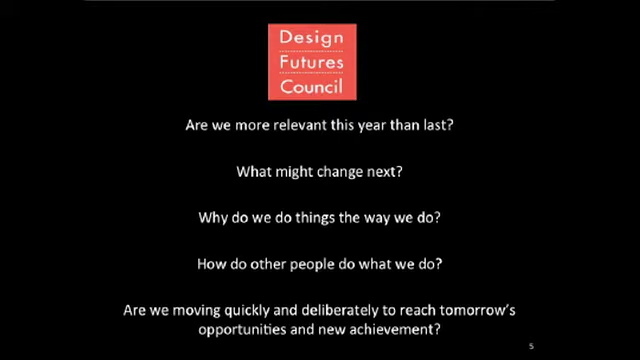 Design
Futures
Council
Are we more relevant this year than last?
What might change next?
Why do we do things the way we do?
How do other people do what we do?
Are we moving quickly and deliberately to reach tomorrow's
opportunities and new achievement?
5